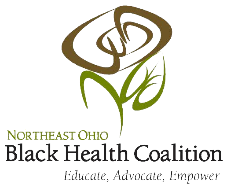 NORTHEAST OHIO
Black Health Coalition
Educate, Advocate, Empower